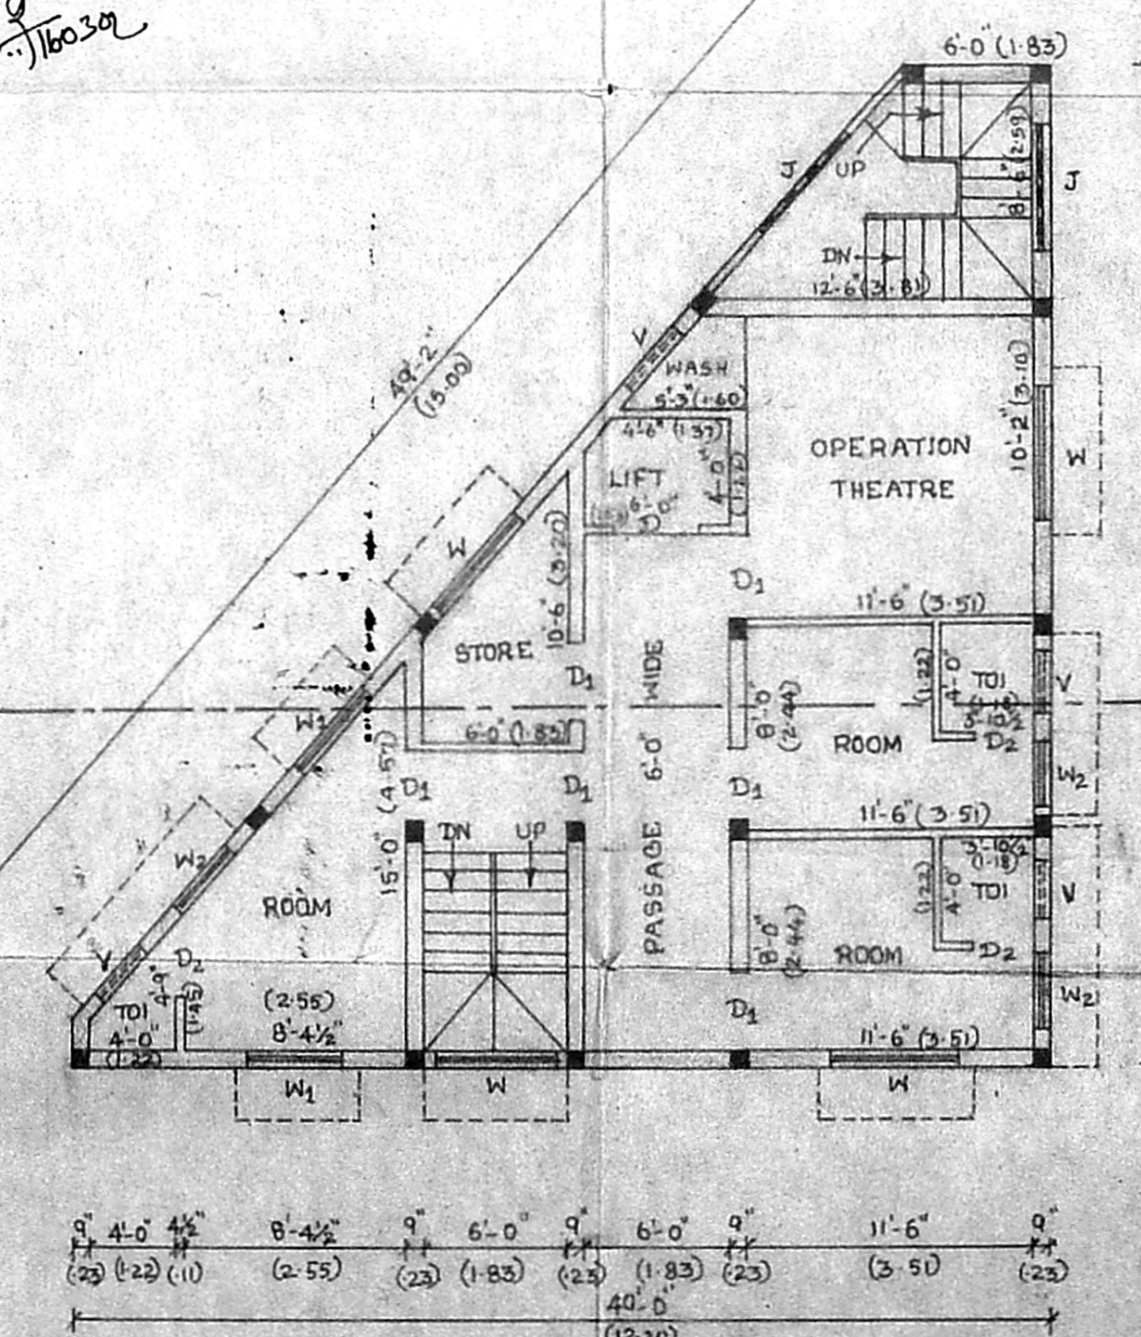 6'-0" (1.83)
UP
J
8'-6" (2.59)
J
DN
12'-6" (3.81)
V
49'-2"
(15.00)
WASH
5'-3" (1.60)
4'-6" (1.37)
LIFT
4'-0"
(1.22)
6'-0"
OPERATION
THEATRE
10'-2" (3.10)
W
W
10'-6" (3.20)
D1
11'-6" (3.51)
STORE
D1
PASSAGE 6'-0" WIDE
8'-0"
(2.44)
ROOM
(1.22)
4'-0"
TOI
D2
V
W1
6'-0" (1.83)
D1
D1
D1
W2
11'-6" (3.51)
15'-0" (4.57)
DN
UP
W2
ROOM
8'-0"
(2.44)
ROOM
(1.22)
4'-0"
3'-10½
(1.18)
TOI
D2
V
V
D2
4'-9"
(1.45)
TOI
4'-0"
(1.22)
(2.55)
8'-4½"
D1
W2
11'-6" (3.51)
W1
W
W
9" 4'-0" 4½" 8'-4½" 9" 6'-0" 9" 6'-0" 9" 11'-6" 9"
(.23) (1.22) (.11) (2.55) (.23) (1.83) (.23) (1.83) (.23) (3.51) (.23)
40'-0"